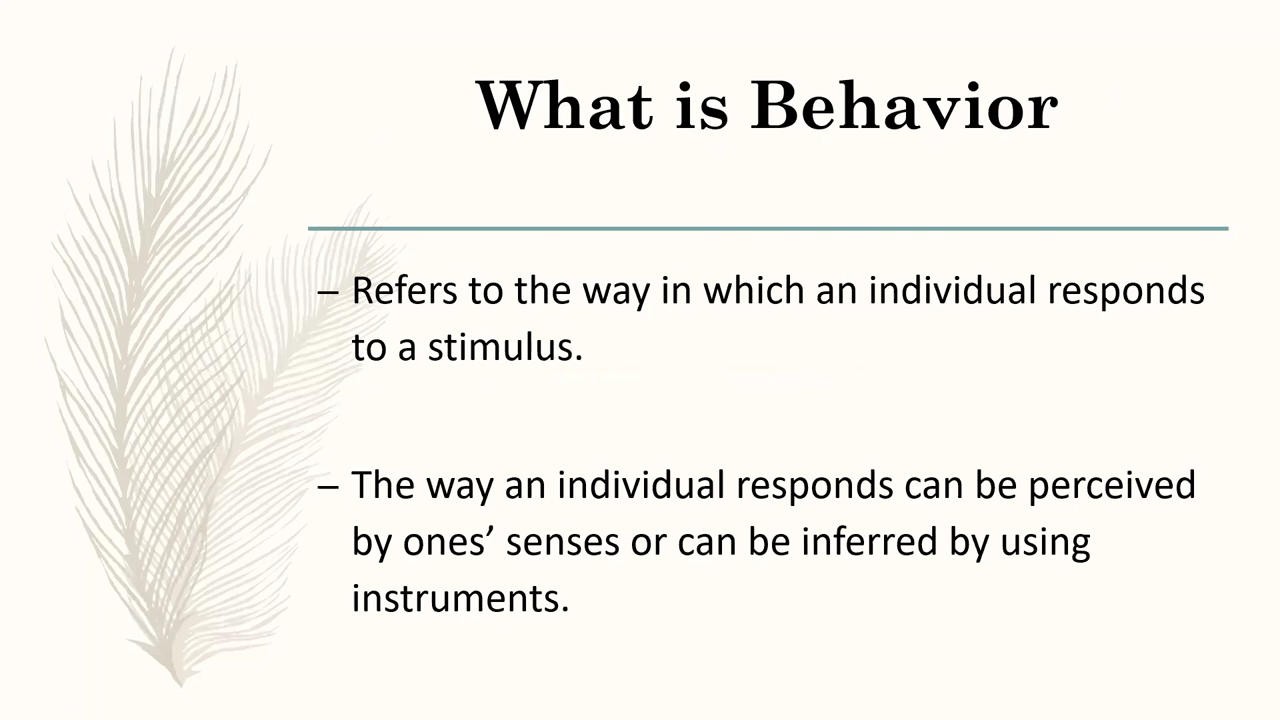 What is Behavior
– Refers to the way in which an individual responds
to a stimulus.
– The way an individual responds can be perceived
by ones’ senses or can be inferred by using
instruments.